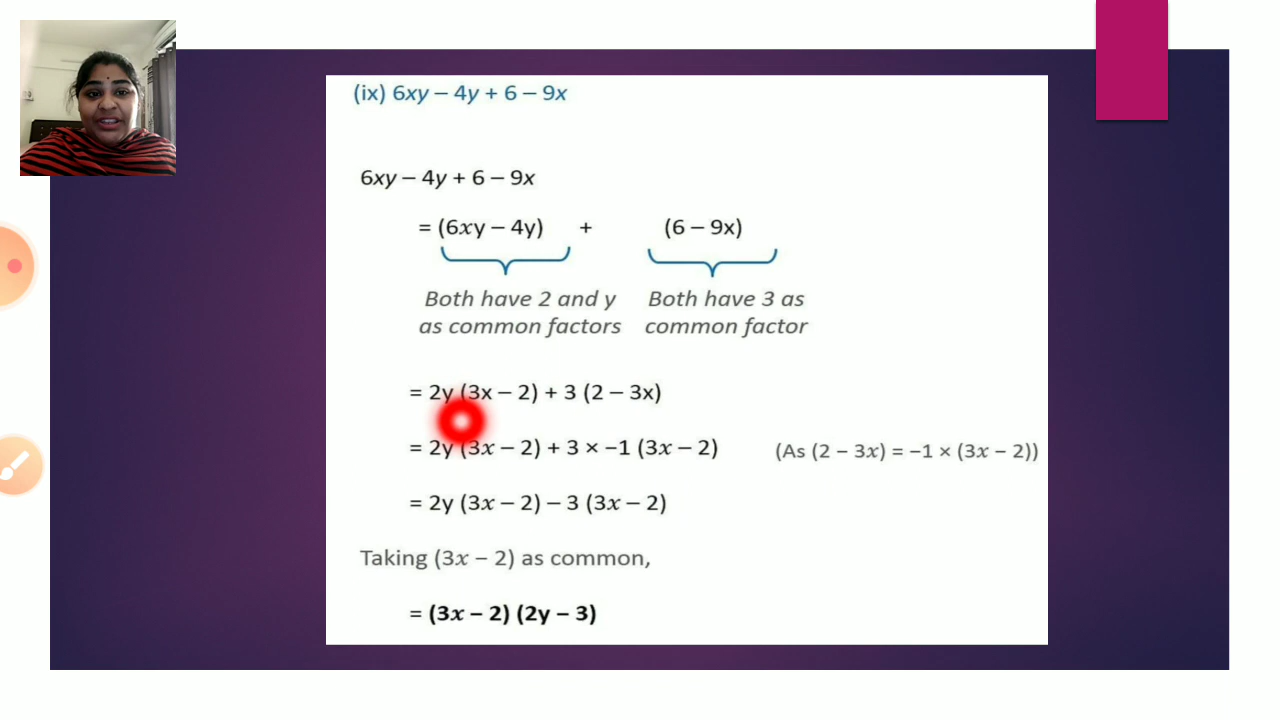 (ix) 6xy – 4y + 6 – 9x
6xy – 4y + 6 – 9x
= (6xy – 4y) + (6 – 9x)
Both have 2 and y Both have 3 as
as common factors common factor
= 2y (3x – 2) + 3 (2 – 3x)
= 2y (3x – 2) + 3 × –1 (3x – 2) (As (2 − 3x) = −1 × (3x − 2))
= 2y (3x – 2) – 3 (3x – 2)
Taking (3x − 2) as common,
= (3x – 2) (2y – 3)